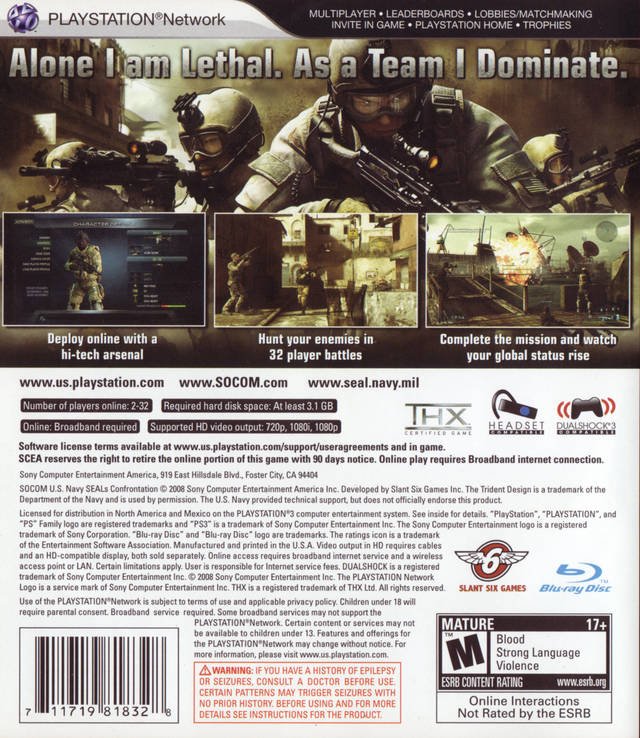 PLAYSTATION®Network
MULTIPLAYER • LEADERBOARDS • LOBBIES/MATCHMAKING
INVITE IN GAME • PLAYSTATION HOME • TROPHIES
Alone I am Lethal. As a Team I Dominate.
Deploy online with a
hi-tech arsenal
Hunt your enemies in
32 player battles
Complete the mission and watch
your global status rise
www.us.playstation.com www.SOCOM.com www.seal.navy.mil
Number of players online: 2-32 Required hard disk space: At least 3.1 GB
Online: Broadband required Supported HD video output: 720p, 1080i, 1080p
THX
CERTIFIED GAME
HEADSET
COMPATIBLE
DUALSHOCK®3
COMPATIBLE
Software license terms available at www.us.playstation.com/support/useragreements and in game.
SCEA reserves the right to retire the online portion of this game with 90 days notice. Online play requires Broadband internet connection.
Sony Computer Entertainment America, 919 East Hillsdale Blvd., Foster City, CA 94404
SOCOM U.S. Navy SEALs Confrontation © 2008 Sony Computer Entertainment America Inc. Developed by Slant Six Games Inc. The Trident Design is a trademark of the
Department of the Navy and is used by permission. The U.S. Navy provided technical support, but does not officially endorse this product.
Licensed for distribution in North America and Mexico on the PLAYSTATION®3 computer entertainment system. See inside for details. "PlayStation", "PLAYSTATION", and
"PS" Family logo are registered trademarks and "PS3" is a trademark of Sony Computer Entertainment Inc. The Sony Computer Entertainment logo is a registered
trademark of Sony Corporation. "Blu-ray Disc" and "Blu-ray Disc" logo are trademarks. The ratings icon is a trademark
of the Entertainment Software Association. Manufactured and printed in the U.S.A. Video output in HD requires cables
and an HD-compatible display, both sold separately. Online access requires broadband internet service and a wireless
access point or LAN. Certain limitations apply. User is responsible for Internet service fees. DUALSHOCK is a registered
trademark of Sony Computer Entertainment Inc. © 2008 Sony Computer Entertainment Inc. The PLAYSTATION Network
Logo is a service mark of Sony Computer Entertainment Inc. THX is a registered trademark of THX Ltd. All rights reserved.
6
SLANT SIX GAMES
Blu-ray Disc™
Use of the PLAYSTATION®Network is subject to terms of use and applicable privacy policy. Children under 18 will
require parental consent. Broadband service required. Some broadband services may not support the
PLAYSTATION®Network. Certain content or services may not
be available to children under 13. Features and offerings for
the PLAYSTATION®Network may change without notice. For
more information, please visit www.us.playstation.com.
WARNING: IF YOU HAVE A HISTORY OF EPILEPSY
OR SEIZURES, CONSULT A DOCTOR BEFORE USE.
CERTAIN PATTERNS MAY TRIGGER SEIZURES WITH
NO PRIOR HISTORY. BEFORE USING AND FOR MORE
DETAILS SEE INSTRUCTIONS FOR THE PRODUCT.
7 11719 81832 8
MATURE 17+
M
Blood
Strong Language
Violence
ESRB CONTENT RATING www.esrb.org
Online Interactions
Not Rated by the ESRB